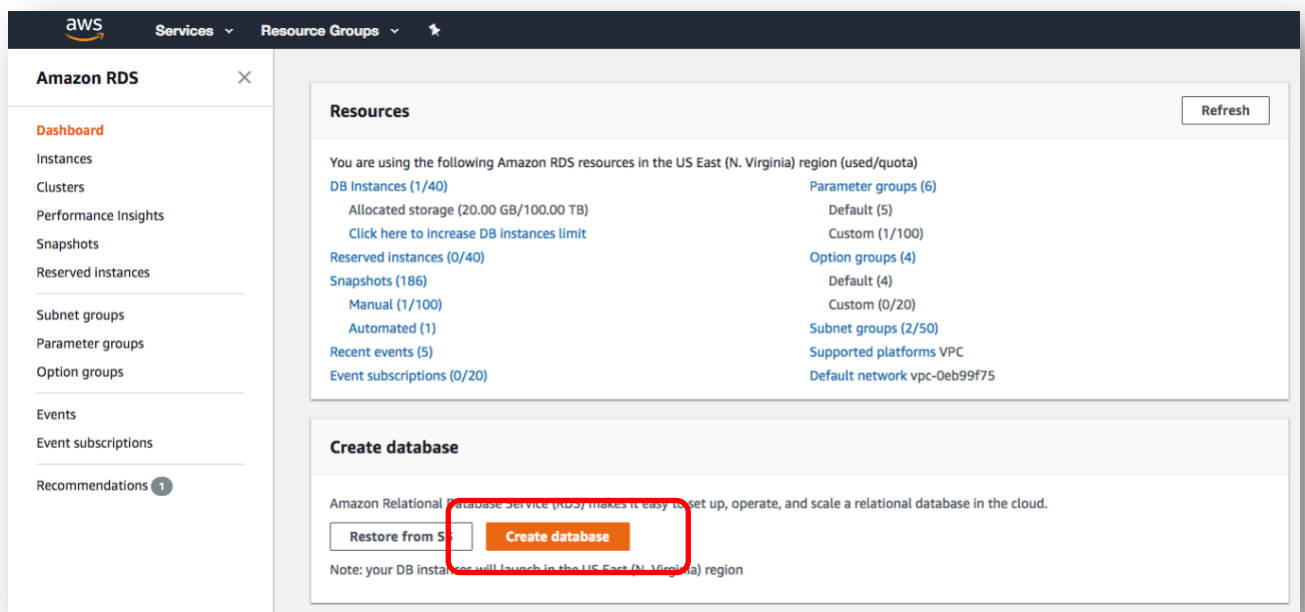 aws
Services
Resource Groups
Amazon RDS
Dashboard
Instances
Clusters
Performance Insights
Snapshots
Reserved instances
Subnet groups
Parameter groups
Option groups
Events
Event subscriptions
Recommendations 1
Resources
Refresh
You are using the following Amazon RDS resources in the US East (N. Virginia) region (used/quota)
DB Instances (1/40)
Allocated storage (20.00 GB/100.00 TB)
Click here to increase DB instances limit
Reserved instances (0/40)
Snapshots (186)
Manual (1/100)
Automated (1)
Recent events (5)
Event subscriptions (0/20)
Parameter groups (6)
Default (5)
Custom (1/100)
Option groups (4)
Default (4)
Custom (0/20)
Subnet groups (2/50)
Supported platforms VPC
Default network vpc-0eb99f75
Create database
Amazon Relational Database Service (RDS) makes it easy to set up, operate, and scale a relational database in the cloud.
Restore from S3
Create database
Note: your DB instances will launch in the US East (N. Virginia) region